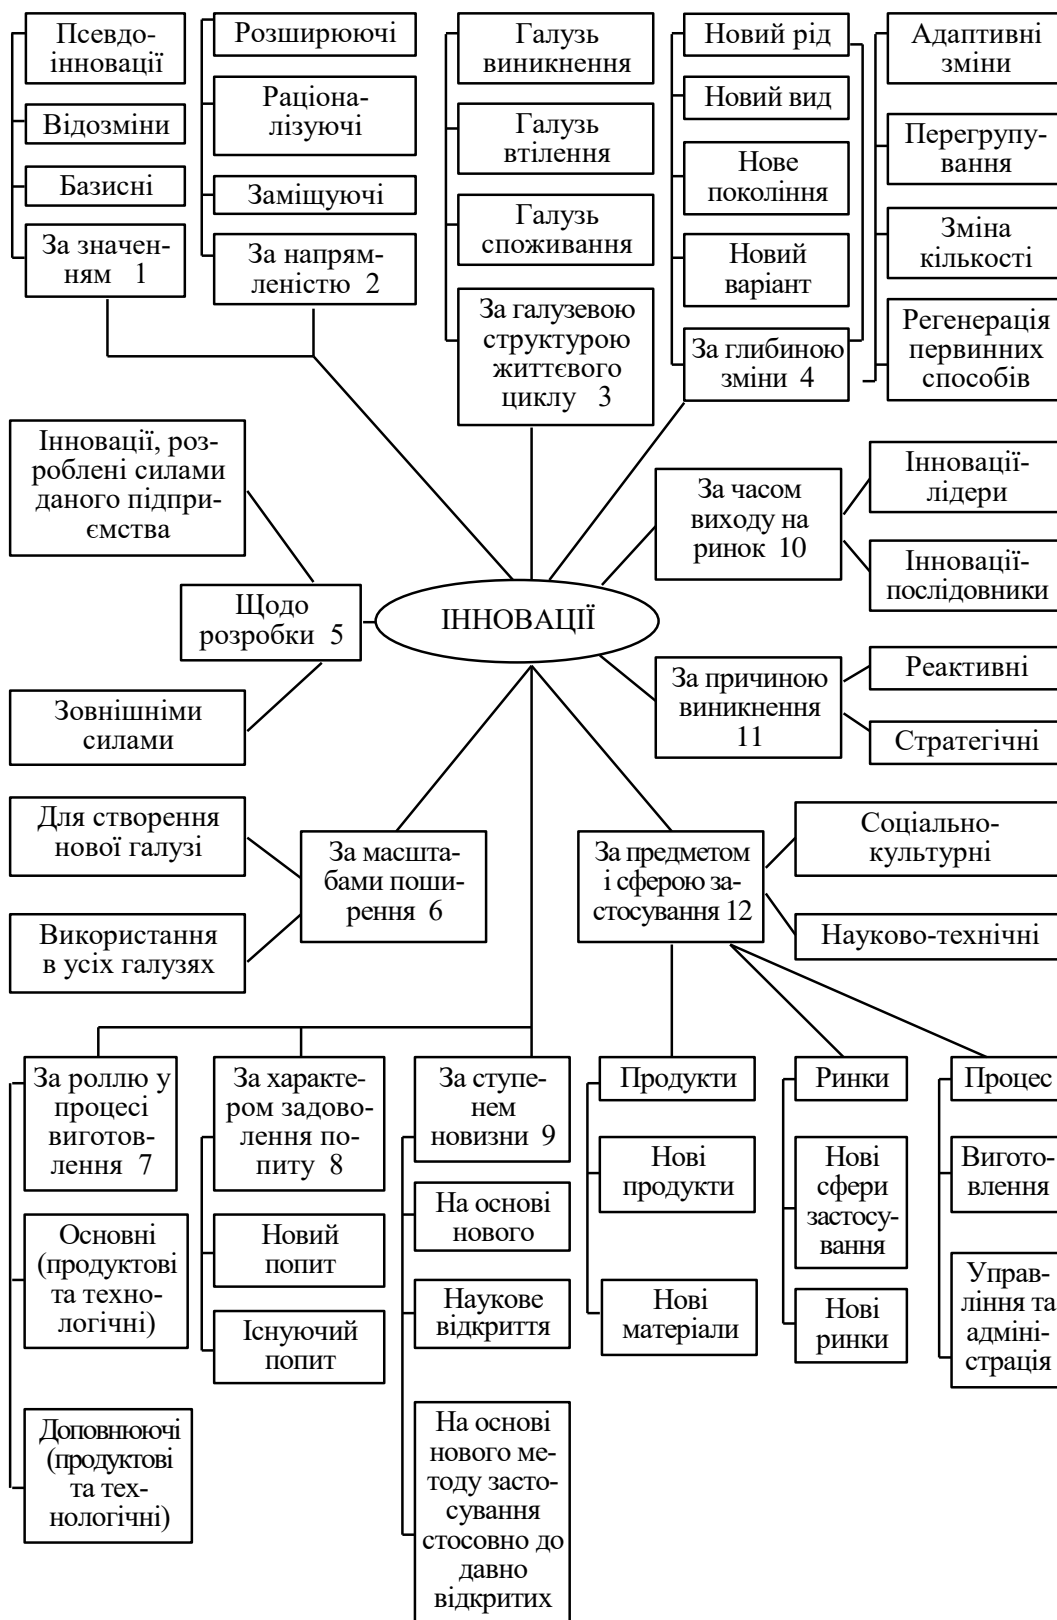 Псевдо-
інновації
Відозміни
Базисні
За значен-
ням 1
Розширюючі
Раціона-
лізуючі
Заміщуючі
За напрям-
леністю 2
Галузь
виникнення
Галузь
втілення
Галузь
споживання
За галузевою
структурою
життєвого
циклу 3
Новий рід
Новий вид
Нове
покоління
Новий
варіант
За глибиною
зміни 4
Адаптивні
зміни
Перегрупу-
вання
Зміна
кількості
Регенерація
первинних
способів
Інновації, роз-
роблені силами
даного підпри-
ємства
Щодо
розробки 5
Зовнішніми
силами
ІННОВАЦІЇ
За часом
виходу на
ринок 10
Інновації-
лідери
Інновації-
послідовники
За причиною
виникнення
11
Реактивні
Стратегічні
Для створення
нової галузі
Використання
в усіх галузях
За масшта-
бами поши-
рення 6
За предметом
і сферою за-
стосування 12
Соціально-
культурні
Науково-технічні
За роллю у
процесі
виготов-
лення 7
Основні
(продуктові
та техно-
логічні)
Доповнюючі
(продуктові
та тех-
нологічні)
За характе-
ром задово-
лення по-
питу 8
Новий
попит
Існуючий
попит
За ступе-
нем
новизни 9
На основі
нового
Наукове
відкриття
На основі
нового ме-
тоду засто-
сування
стосовно до
давно
відкритих
Продукти
Нові
продукти
Нові
матеріали
Ринки
Нові
сфери
застосу-
вання
Нові
ринки
Процес
Вигото-
влення
Управ-
ління та
адміні-
страція